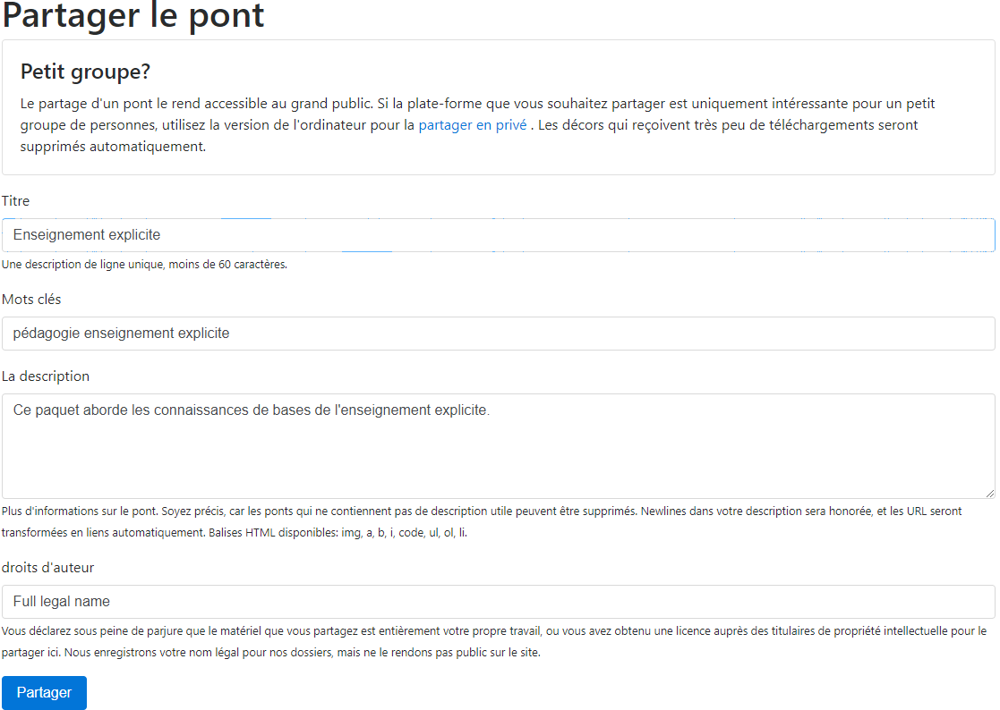 Partager le pont
Petit groupe?
Le partage d'un pont le rend accessible au grand public. Si la plate-forme que vous souhaitez partager est uniquement intéressante pour un petit
groupe de personnes, utilisez la version de l'ordinateur pour la partager en privé . Les décors qui reçoivent très peu de téléchargements seront
supprimés automatiquement.
Titre
Enseignement explicite
Une description de ligne unique, moins de 60 caractères.
Mots clés
pédagogie enseignement explicite
La description
Ce paquet aborde les connaissances de bases de l'enseignement explicite.
Plus d'informations sur le pont. Soyez précis, car les ponts qui ne contiennent pas de description utile peuvent être supprimés. Newlines dans votre description sera honorée, et les URL seront
transformées en liens automatiquement. Balises HTML disponibles: img, a, b, i, code, ul, ol, li.
droits d'auteur
Full legal name
Vous déclarez sous peine de parjure que le matériel que vous partagez est entièrement votre propre travail, ou vous avez obtenu une licence auprès des titulaires de propriété intellectuelle pour le
partager ici. Nous enregistrons votre nom légal pour nos dossiers, mais ne le rendons pas public sur le site.
Partager